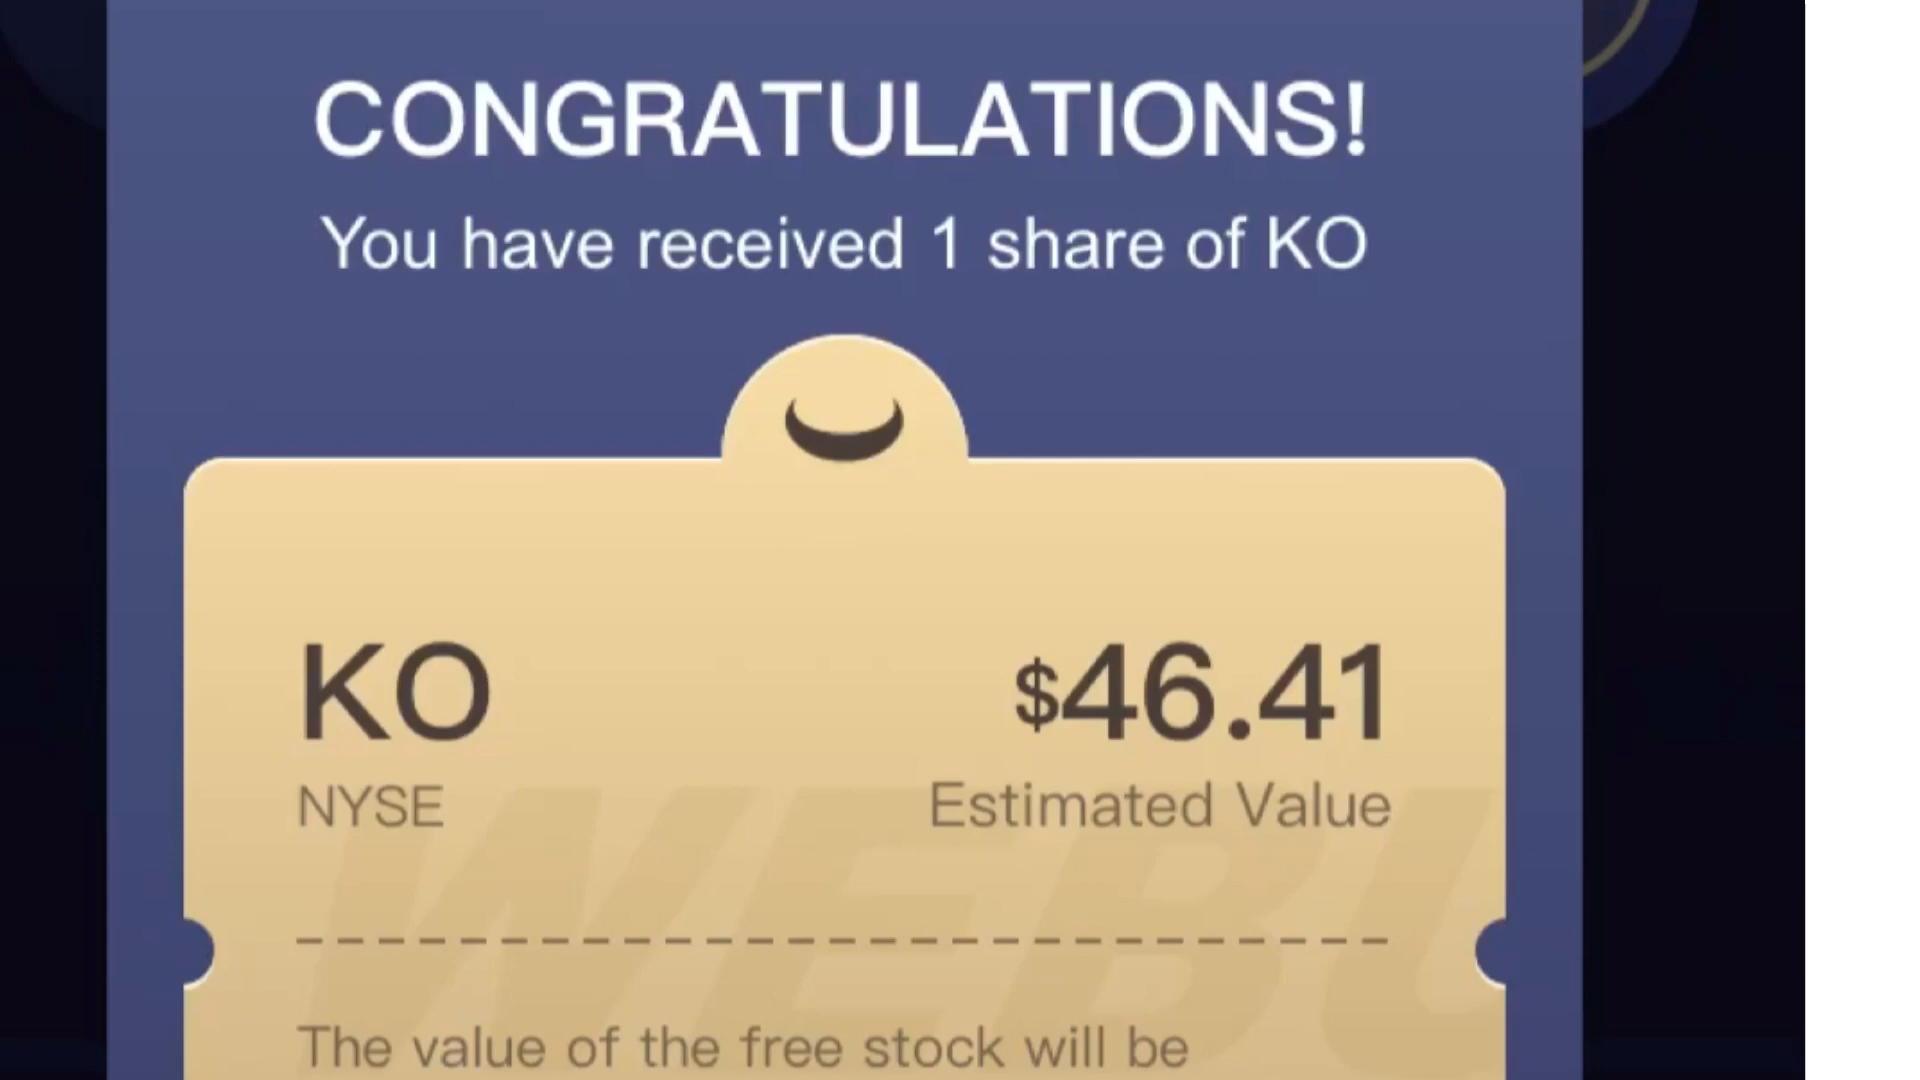 CONGRATULATIONS!
You have received 1 share of KO
KO
$46.41
NYSE
Estimated Value
WEBU
The value of the free stock will be